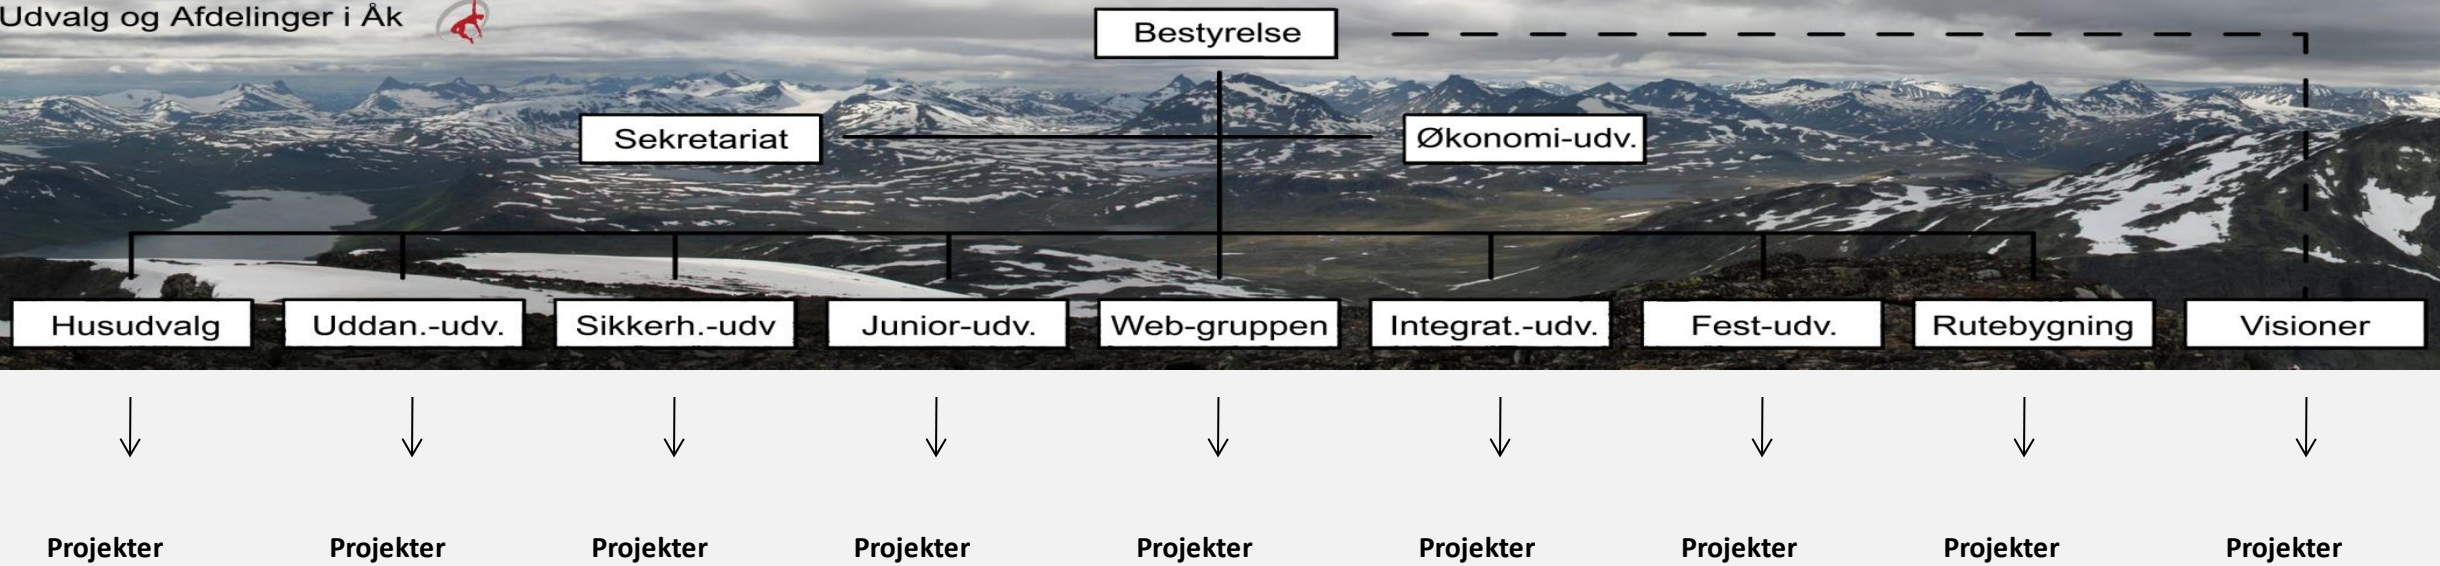 Udvalg og Afdelinger i Åk
Bestyrelse
Sekretariat
Økonomi-udv.
Husudvalg
Uddan.-udv.
Sikkerh.-udv
Junior-udv.
Web-gruppen
Integrat.-udv.
Fest-udv.
Rutebygning
Visioner
Projekter
Projekter
Projekter
Projekter
Projekter
Projekter
Projekter
Projekter
Projekter